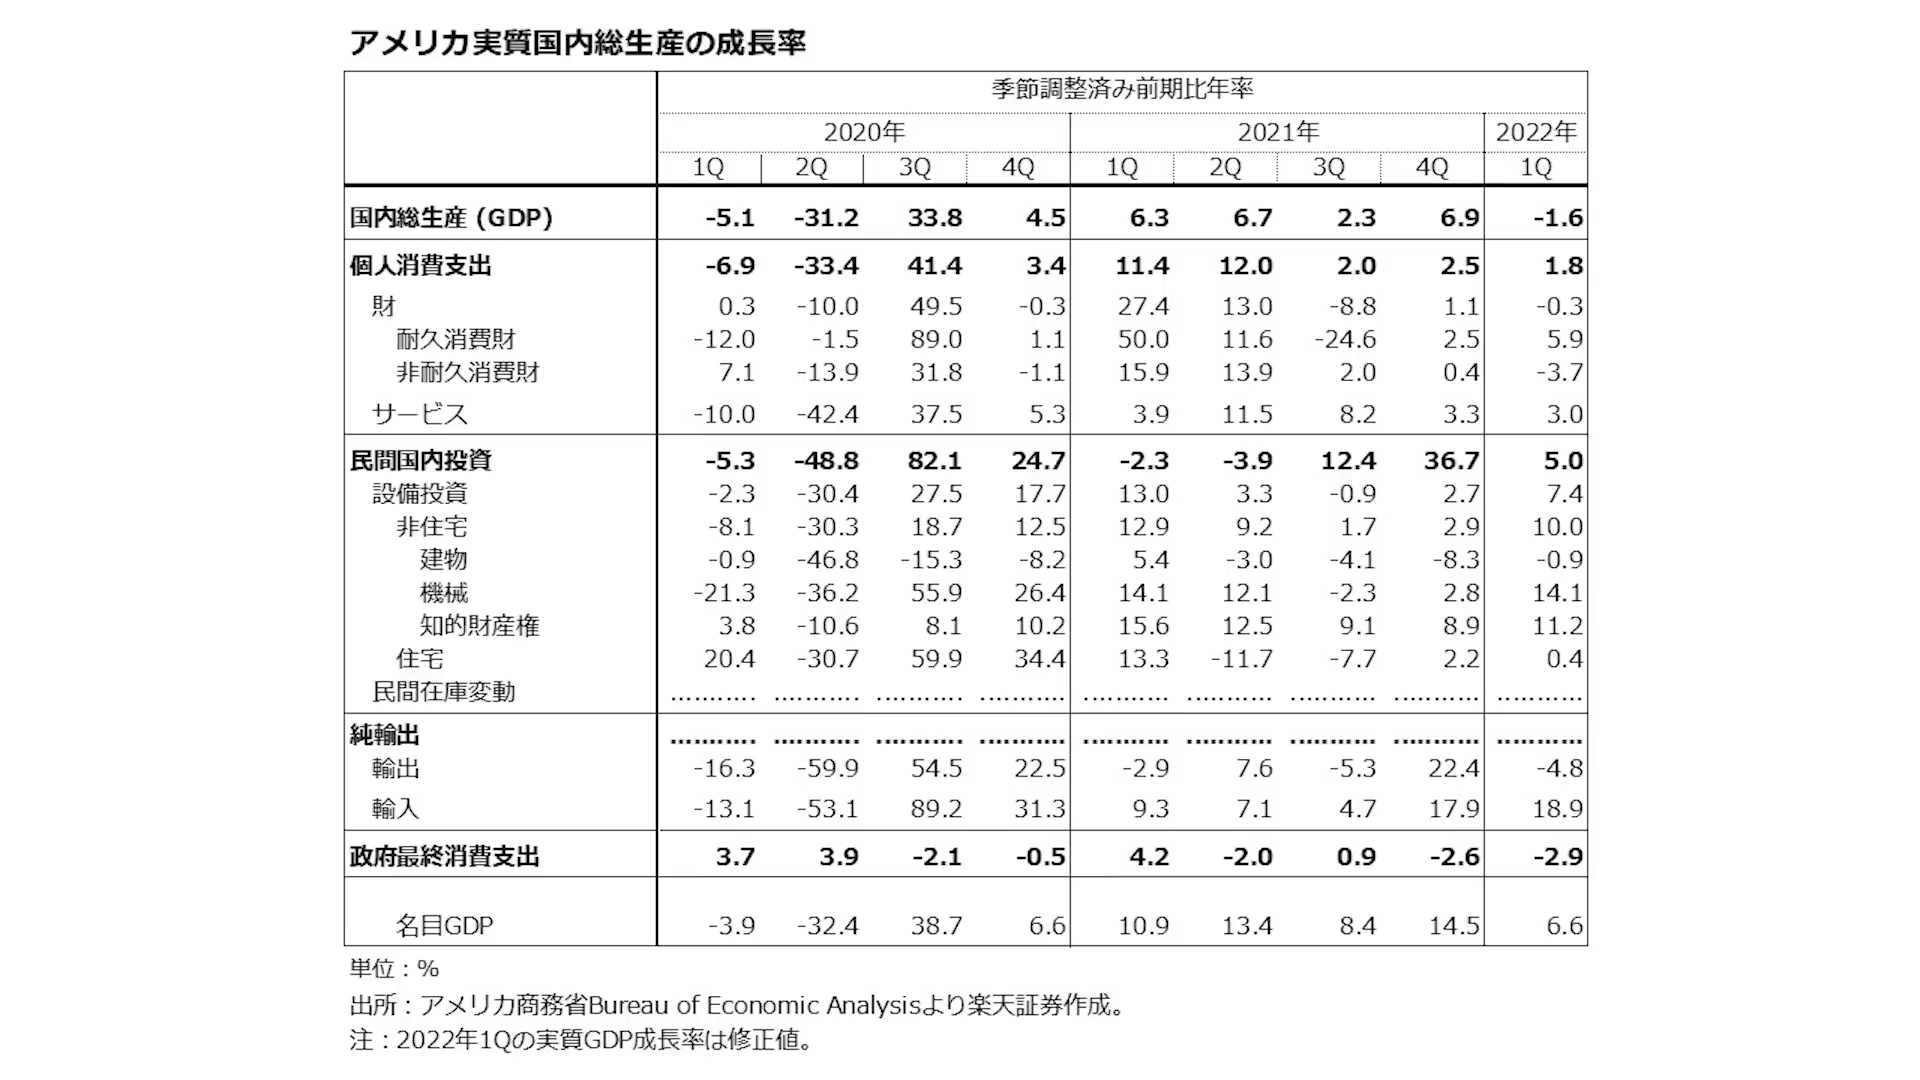 アメリカ実質国内総生産の成長率
季節調整済み前期比年率
2020年 2021年 2022年
1Q 2Q 3Q 4Q 1Q 2Q 3Q 4Q 1Q
国内総生産 (GDP) -5.1 -31.2 33.8 4.5 6.3 6.7 2.3 6.9 -1.6
個人消費支出 -6.9 -33.4 41.4 3.4 11.4 12.0 2.0 2.5 1.8
財 0.3 -10.0 49.5 -0.3 27.4 13.0 -8.8 1.1 -0.3
耐久消費財 -12.0 -1.5 89.0 1.1 50.0 11.6 -24.6 2.5 5.9
非耐久消費財 7.1 -13.9 31.8 -1.1 15.9 13.9 2.0 0.4 -3.7
サービス -10.0 -42.4 37.5 5.3 3.9 11.5 8.2 3.3 3.0
民間国内投資 -5.3 -48.8 82.1 24.7 -2.3 -3.9 12.4 36.7 5.0
設備投資 -2.3 -30.4 27.5 17.7 13.0 3.3 -0.9 2.7 7.4
非住宅 -8.1 -30.3 18.7 12.5 12.9 9.2 1.7 2.9 10.0
建物 -0.9 -46.8 -15.3 -8.2 5.4 -3.0 -4.1 -8.3 -0.9
機械 -21.3 -36.2 55.9 26.4 14.1 12.1 -2.3 2.8 14.1
知的財産権 3.8 -10.6 8.1 10.2 15.6 12.5 9.1 8.9 11.2
住宅 20.4 -30.7 59.9 34.4 13.3 -11.7 -7.7 2.2 0.4
民間在庫変動 ........... ........... ........... ........... ........... ........... ........... ........... ...........
純輸出 ........... ........... ........... ........... ........... ........... ........... ........... ...........
輸出 -16.3 -59.9 54.5 22.5 -2.9 7.6 -5.3 22.4 -4.8
輸入 -13.1 -53.1 89.2 31.3 9.3 7.1 4.7 17.9 18.9
政府最終消費支出 3.7 3.9 -2.1 -0.5 4.2 -2.0 0.9 -2.6 -2.9
名目GDP -3.9 -32.4 38.7 6.6 10.9 13.4 8.4 14.5 6.6
単位：%
出所：アメリカ商務省Bureau of Economic Analysisより楽天証券作成。
注：2022年1Qの実質GDP成長率は修正値。